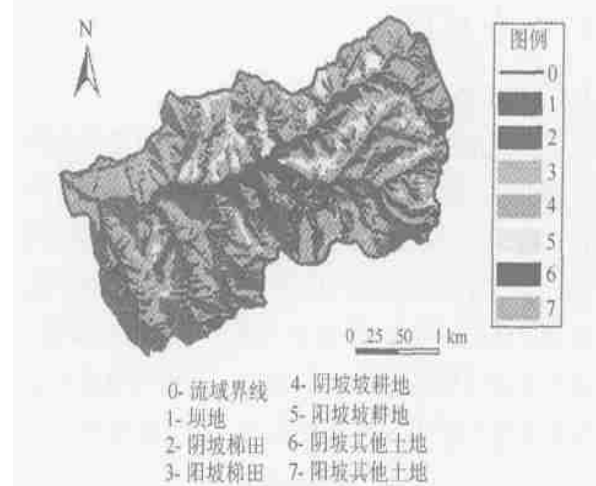 N
图例
0
1
2
3
4
5
6
7
0 25 50 1 km
0- 流域界线
1- 坝地
2- 阴坡梯田
3- 阳坡梯田
4- 阴坡坡耕地
5- 阳坡坡耕地
6- 阴坡其他土地
7- 阳坡其他土地